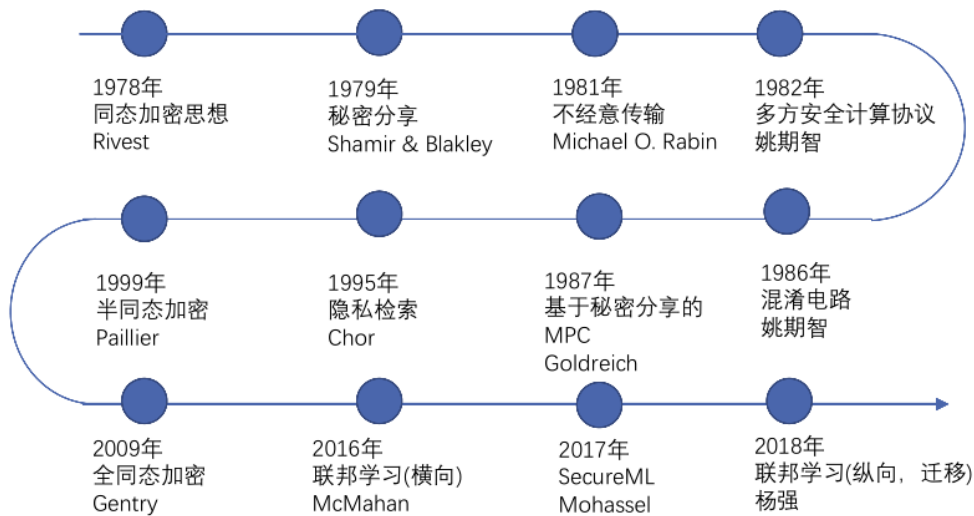 1978年
同态加密思想
Rivest
1979年
秘密分享
Shamir & Blakley
1981年
不经意传输
Michael O. Rabin
1982年
多方安全计算协议
姚期智
1986年
混淆电路
姚期智
1987年
基于秘密分享的
MPC
Goldreich
1995年
隐私检索
Chor
1999年
半同态加密
Paillier
2009年
全同态加密
Gentry
2016年
联邦学习(横向)
McMahan
2017年
SecureML
Mohassel
2018年
联邦学习(纵向，迁移)
杨强